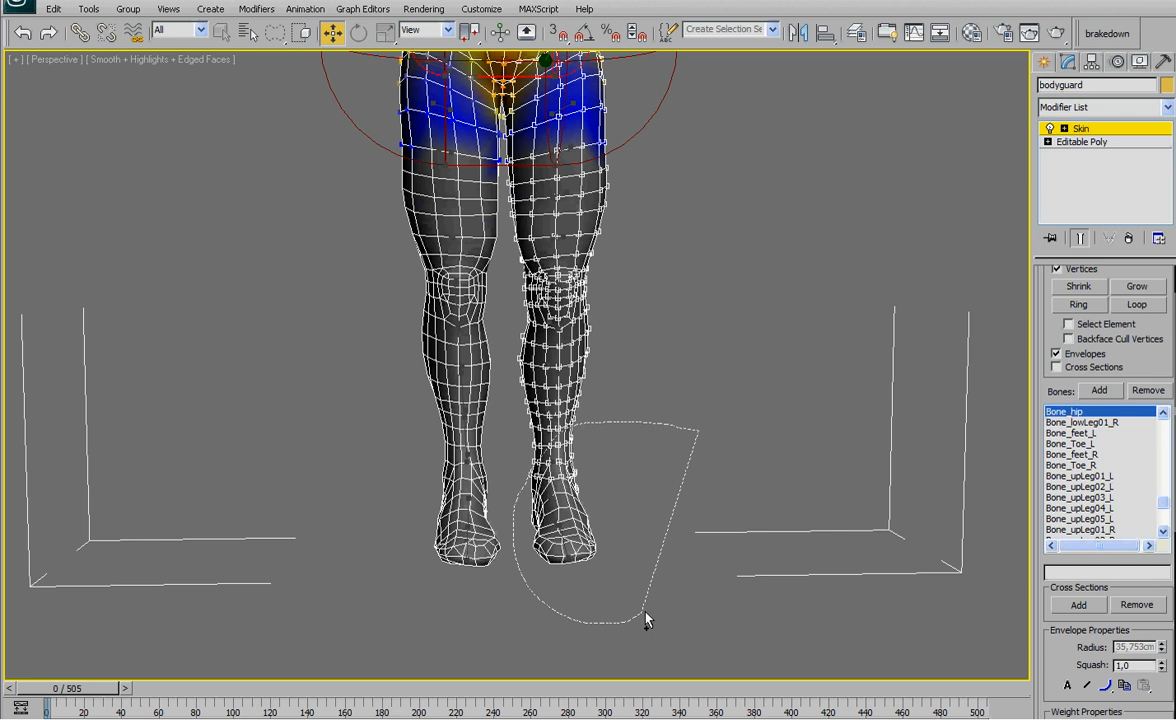 Edit Tools Group Views Create Modifiers Animation Graph Editors Rendering Customize MAXScript Help
All View 3 Create Selection Se brakedown
[ + ] [ Perspective ] [ Smooth + Highlights + Edged Faces ]
bodyguard
Modifier List
Skin
Editable Poly
Vertices
Shrink Grow
Ring Loop
Select Element
Backface Cull Vertices
Envelopes
Cross Sections
Bones: Add Remove
Bone_hip
Bone_lowLeg01_R
Bone_feet_L
Bone_Toe_L
Bone_feet_R
Bone_Toe_R
Bone_upLeg01_L
Bone_upLeg02_L
Bone_upLeg03_L
Bone_upLeg04_L
Bone_upLeg05_L
Bone_upLeg01_R
Cross Sections
Add Remove
Envelope Properties
Radius: 35,753cm
Squash: 1,0
A
Weight Properties
< 0 / 505 >
0 20 40 60 80 100 120 140 160 180 200 220 240 260 280 300 320 340 360 380 400 420 440 460 480 500